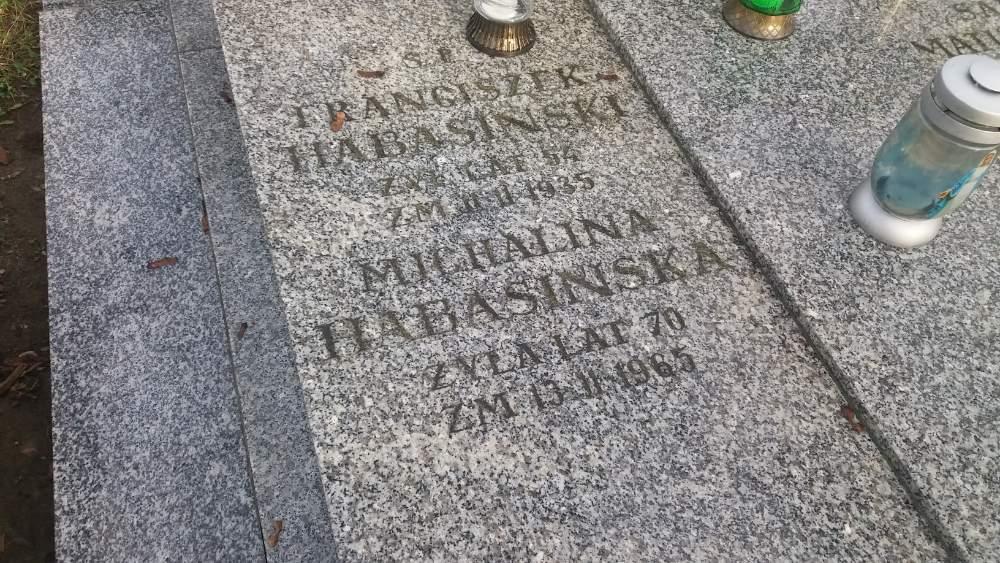 Ś.P.
FRANCISZEK
HABASIŃSKI
ŻYŁ LAT 54
ZM. 11.II.1935
MICHALINA
HABASIŃSKA
ŻYŁA LAT 70
ZM 13.II.1965